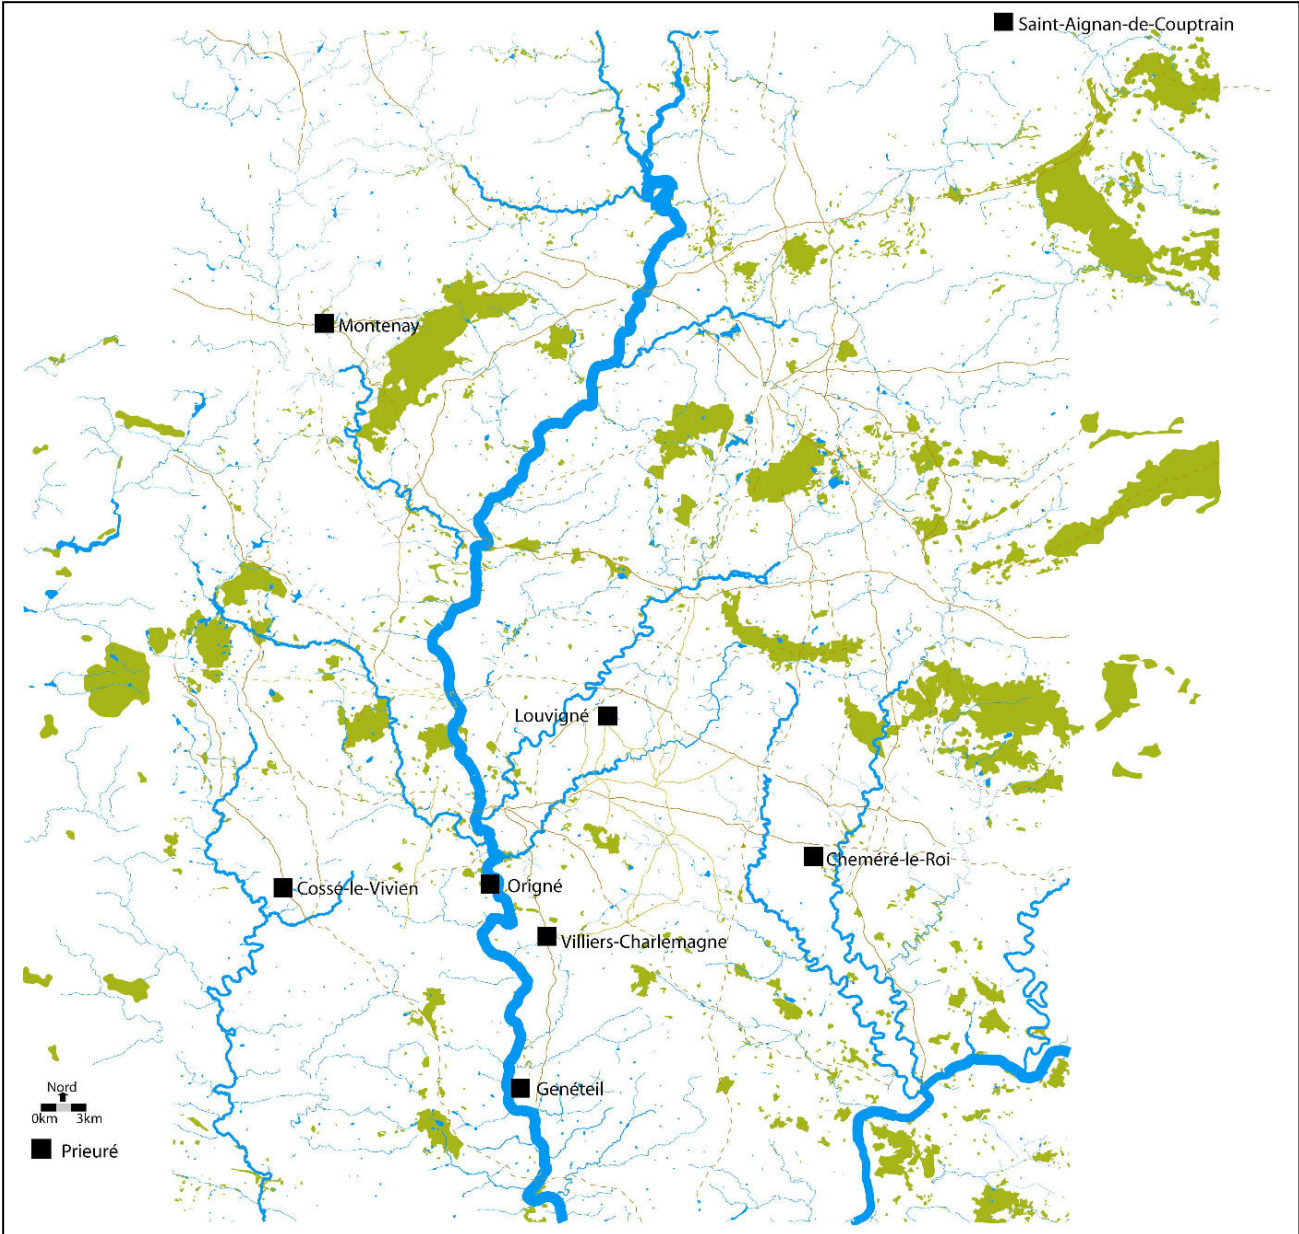 Saint-Aignan-de-Couptrain
Montenay
Louvigné
Cheméré-le-Roi
Cossé-le-Vivien
Origné
Villiers-Charlemagne
Genéteil
Nord
0km 3km
Prieuré